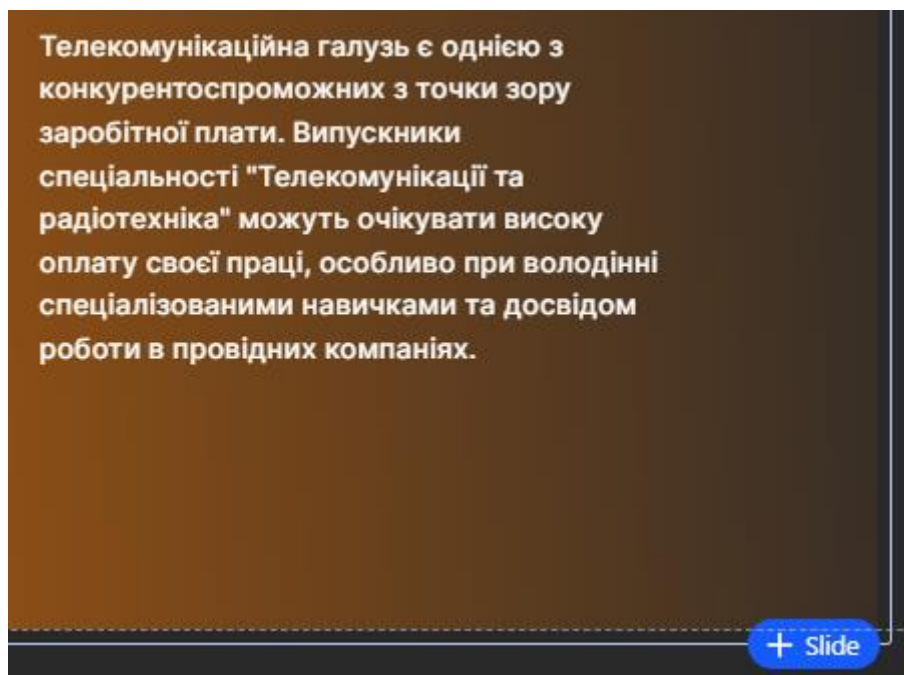 Телекомунікаційна галузь є однією з
конкурентоспроможних з точки зору
заробітної плати. Випускники
спеціальності "Телекомунікації та
радіотехніка" можуть очікувати високу
оплату своєї праці, особливо при володінні
спеціалізованими навичками та досвідом
роботи в провідних компаніях.
+ Slide